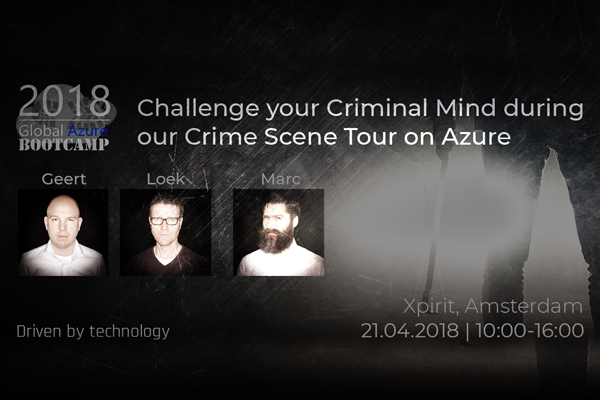 2018
Global Azure
BOOTCAMP
Challenge your Criminal Mind during
our Crime Scene Tour on Azure
Geert
Loek
Marc
Xpirit, Amsterdam
Driven by technology
21.04.2018 | 10:00-16:00